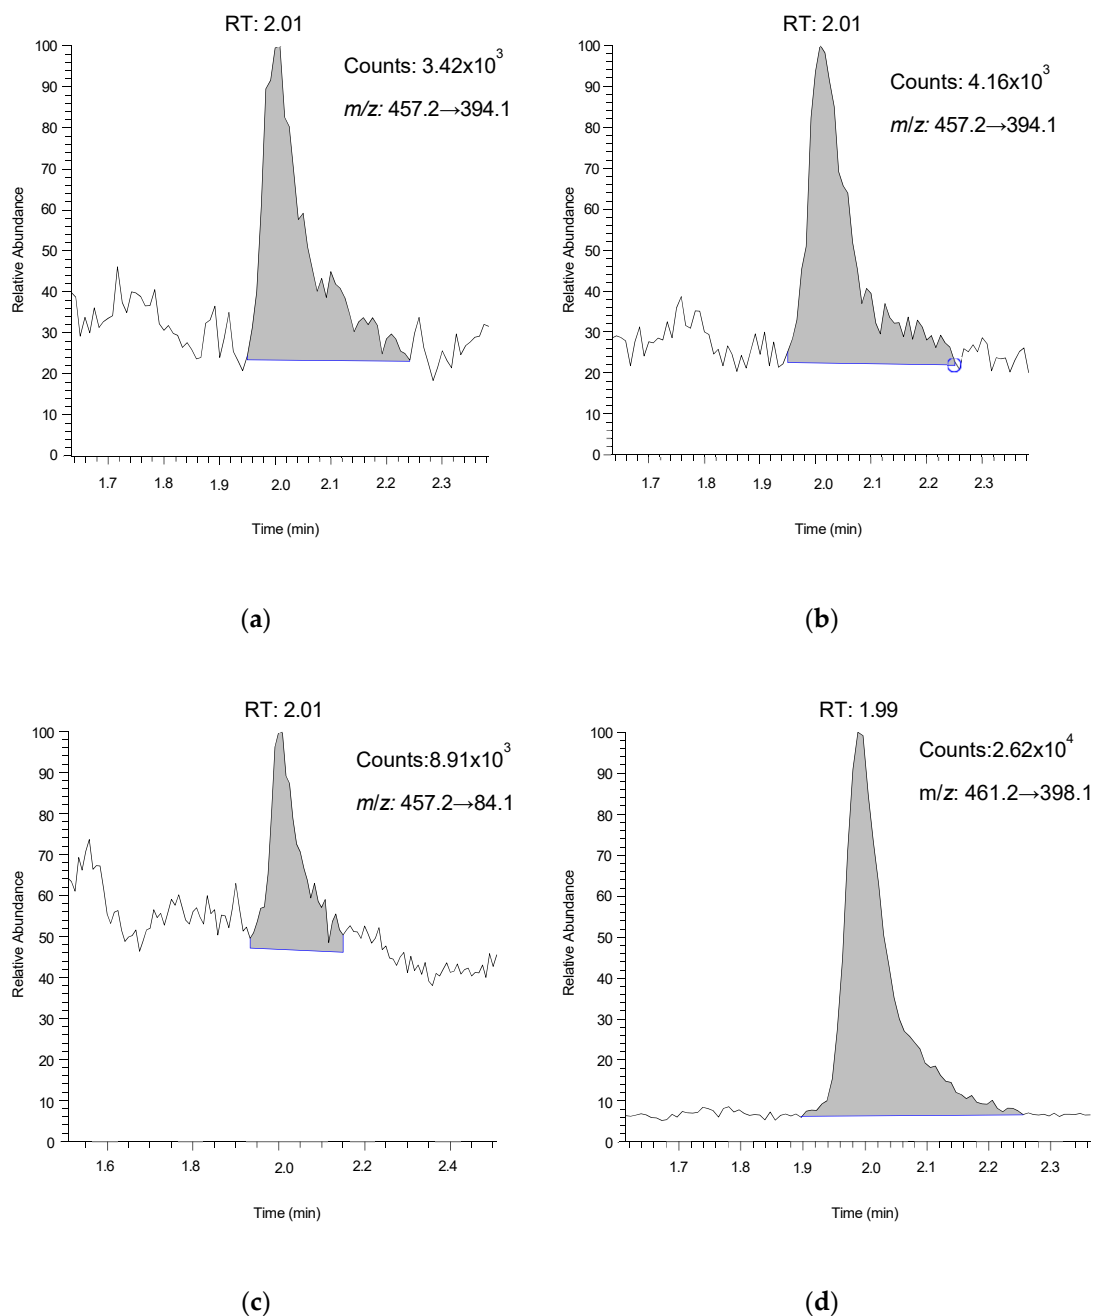 RT: 2.01
Counts: 3.42x10³
m/z: 457.2→394.1
100
90
80
70
60
50
40
30
20
10
0
Relative Abundance
1.7 1.8 1.9 2.0 2.1 2.2 2.3
Time (min)
(a)
RT: 2.01
Counts: 4.16x10³
m/z: 457.2→394.1
100
90
80
70
60
50
40
30
20
10
0
Relative Abundance
1.7 1.8 1.9 2.0 2.1 2.2 2.3
Time (min)
(b)
RT: 2.01
Counts:8.91x10³
m/z: 457.2→84.1
100
90
80
70
60
50
40
30
20
10
0
Relative Abundance
1.6 1.8 2.0 2.2 2.4
Time (min)
(c)
RT: 1.99
Counts:2.62x10⁴
m/z: 461.2→398.1
100
90
80
70
60
50
40
30
20
10
0
Relative Abundance
1.7 1.8 1.9 2.0 2.1 2.2 2.3
Time (min)
(d)